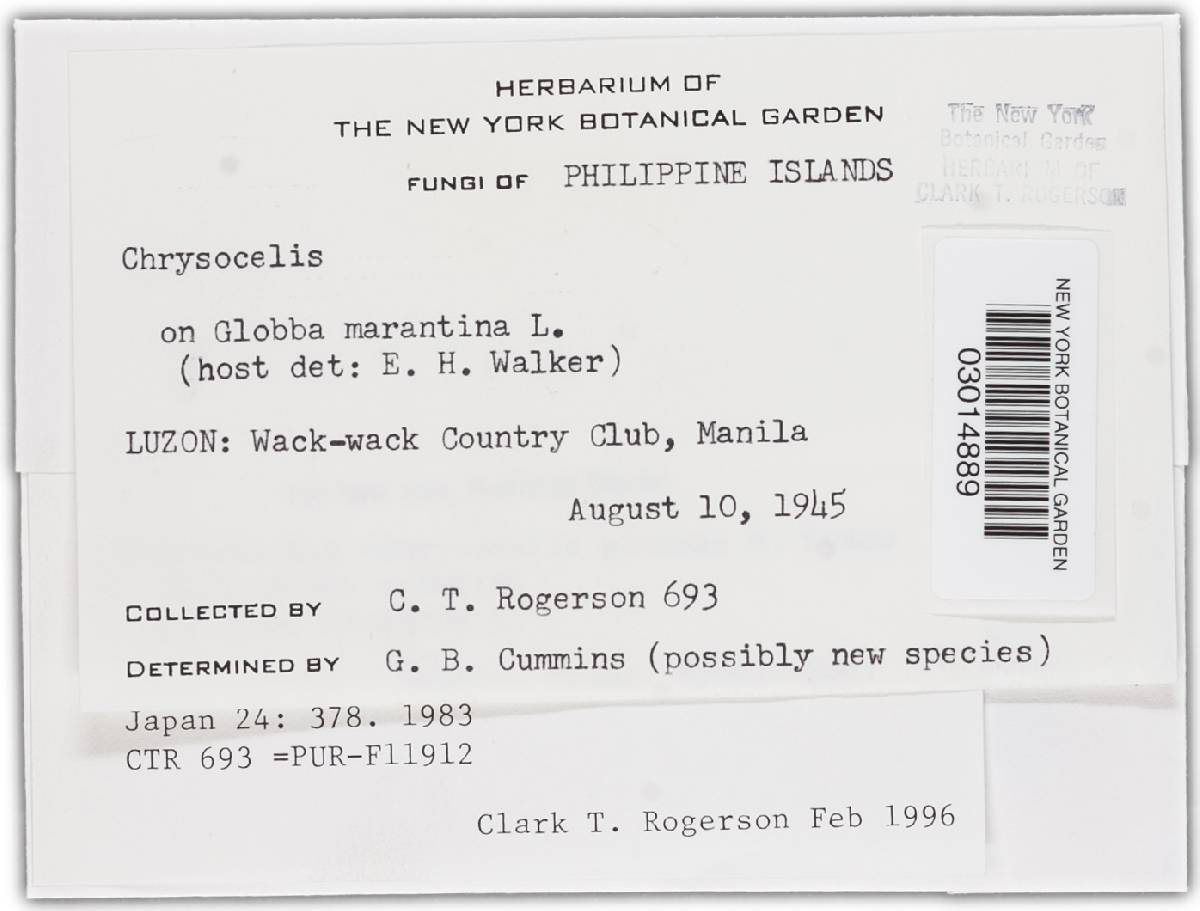 HERBARIUM OF
THE NEW YORK BOTANICAL GARDEN
FUNGI OF PHILIPPINE ISLANDS
The New York
Botanical Garden
HERBARIUM OF
CLARK T. ROGERSON
Chrysocelis
on Globba marantina L.
(host det: E. H. Walker)
LUZON: Wack-wack Country Club, Manila
August 10, 1945
COLLECTED BY C. T. Rogerson 693
DETERMINED BY G. B. Cummins (possibly new species)
NEW YORK BOTANICAL GARDEN
03014889
Japan 24: 378. 1983
CTR 693 =PUR-F11912
Clark T. Rogerson Feb 1996